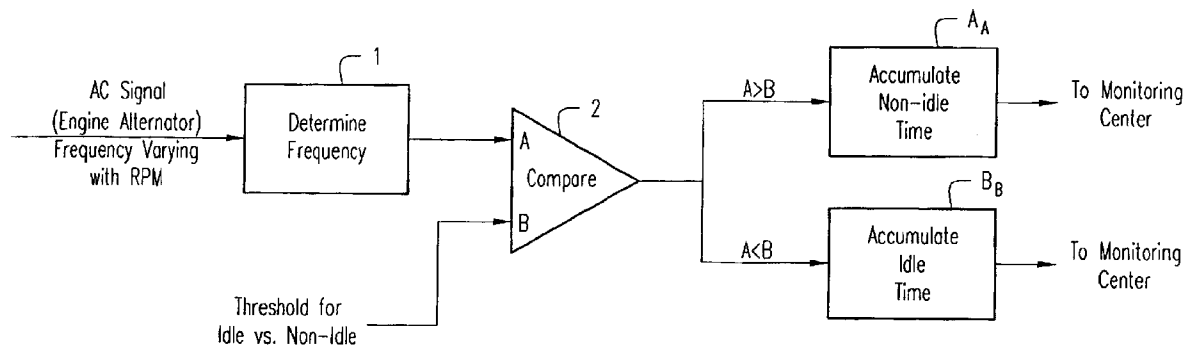 AC Signal
(Engine Alternator)
Frequency Varying
with RPM
1
Determine
Frequency
2
A
Compare
B
Threshold for
Idle vs. Non-Idle
A>B
A_A
Accumulate
Non-idle
Time
To Monitoring
Center
A<B
B_B
Accumulate
Idle
Time
To Monitoring
Center